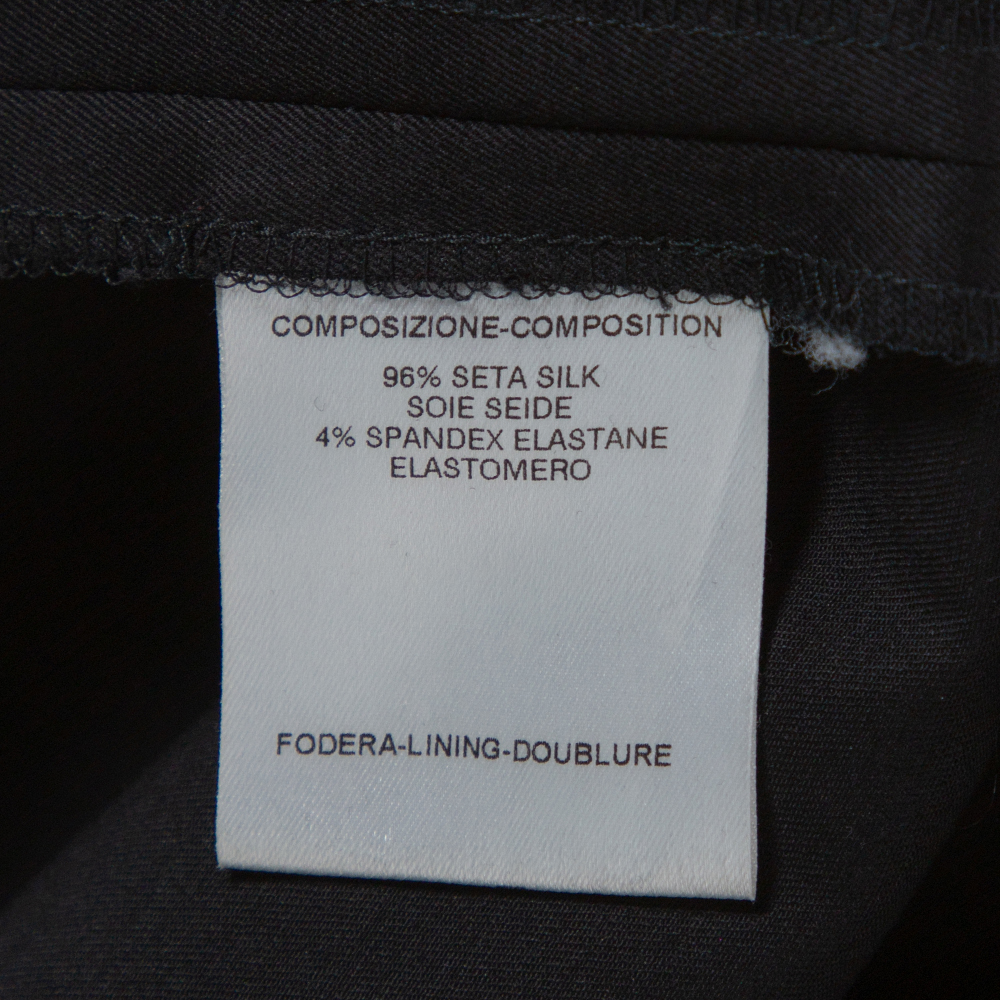 COMPOSIZIONE-COMPOSITION
96% SETA SILK
SOIE SEIDE
4% SPANDEX ELASTANE
ELASTOMERO
FODERA-LINING-DOUBLURE